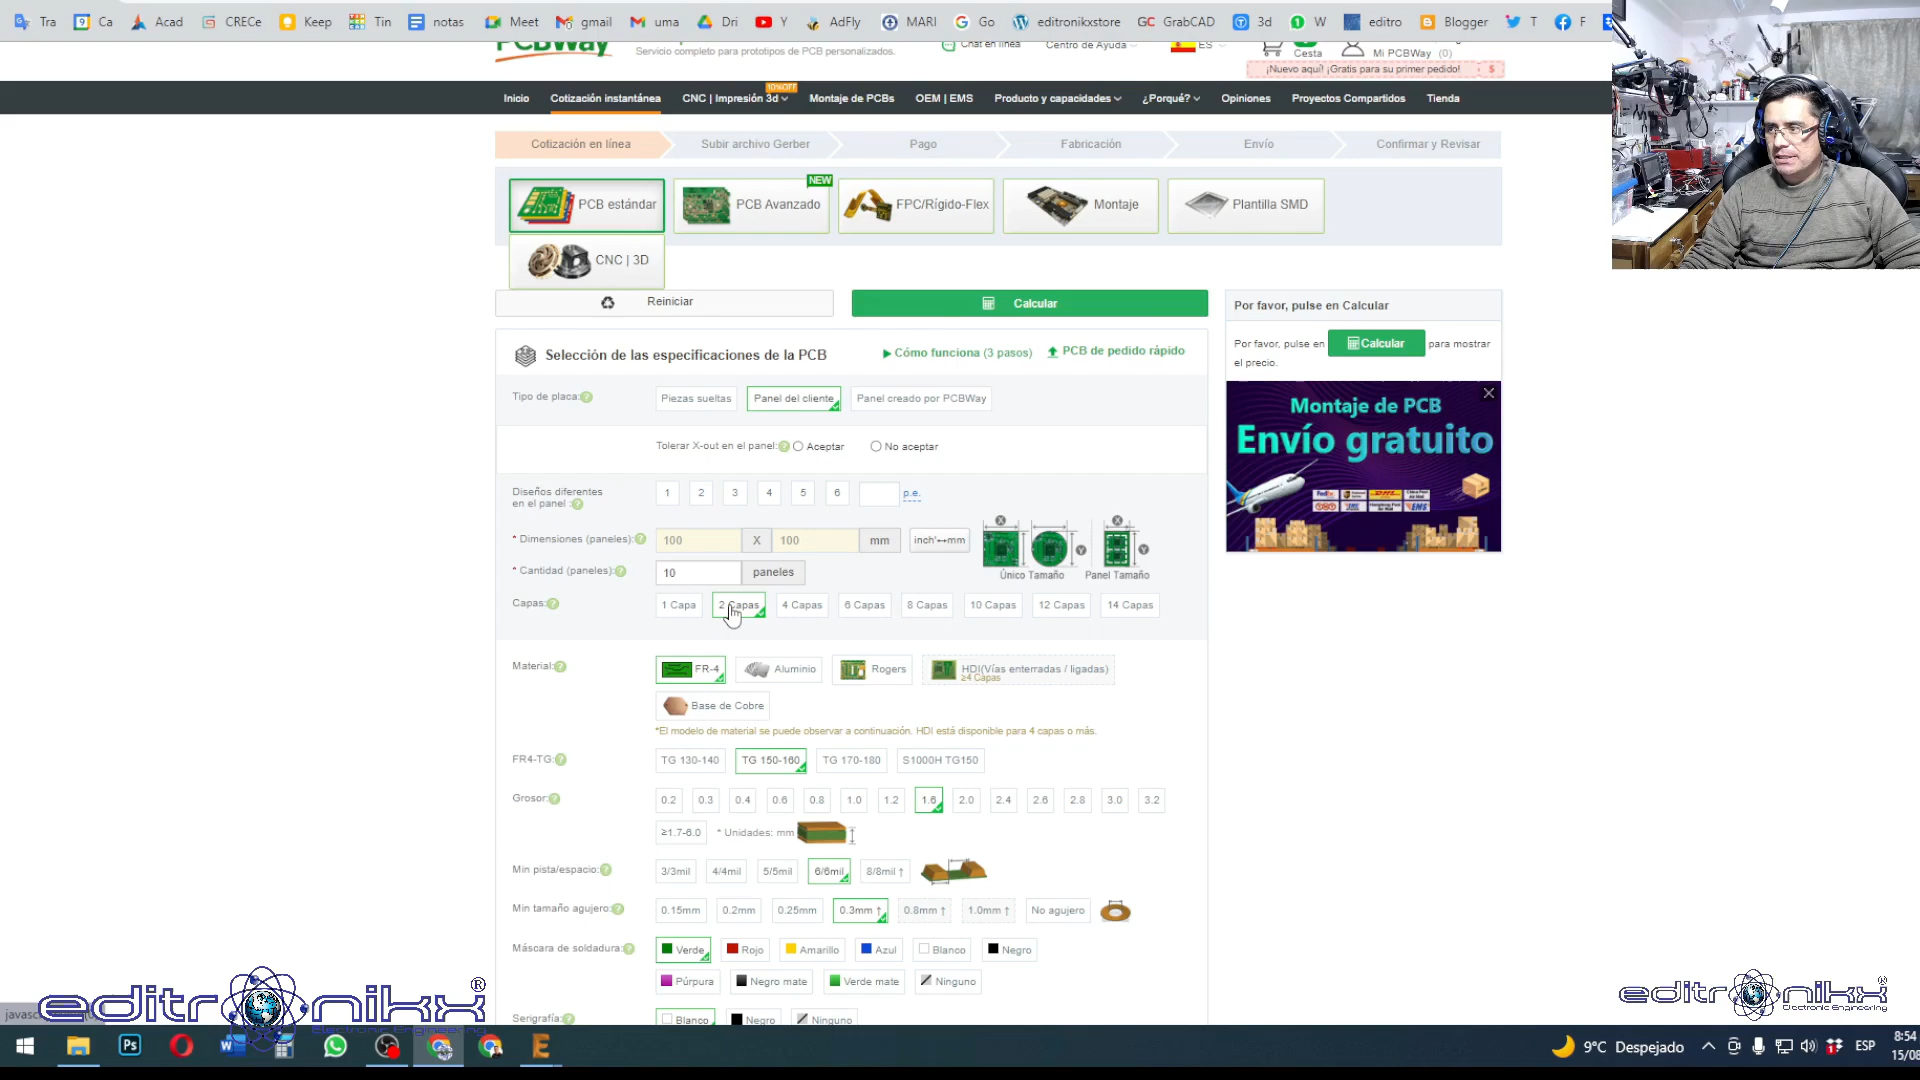 Tra Ca Acad CRECe Keep Tin notas Meet gmail uma Dri Y AdFly MARI Go editronikxstore GrabCAD 3d W editro Blogger T F
PCBWay
Servicio completo para prototipos de PCB personalizados.
Chat en línea Centro de Ayuda ES Cesta Mi PCBWay (0)
¡Nuevo aquí! ¡Gratis para su primer pedido! $
10%OFF
Inicio Cotización instantánea CNC | Impresión 3d Montaje de PCBs OEM | EMS Producto y capacidades ¿Porqué? Opiniones Proyectos Compartidos Tienda
Cotización en línea Subir archivo Gerber Pago Fabricación Envío Confirmar y Revisar
NEW
PCB estándar PCB Avanzado FPC/Rígido-Flex Montaje Plantilla SMD
CNC | 3D
Reiniciar Calcular
Por favor, pulse en Calcular
Por favor, pulse en Calcular para mostrar
el precio.
Selección de las especificaciones de la PCB Cómo funciona (3 pasos) PCB de pedido rápido
Montaje de PCB
Envío gratuito
FedEx DHL
EMS
Tipo de placa: Piezas sueltas Panel del cliente Panel creado por PCBWay
Tolerar X-out en el panel: Aceptar No aceptar
Diseños diferentes
en el panel : 1 2 3 4 5 6 p.e.
* Dimensiones (paneles): 100 X 100 mm inch'↔mm
X Y X Y
Único Tamaño Panel Tamaño
* Cantidad (paneles): 10 paneles
Capas: 1 Capa 2 Capas 4 Capas 6 Capas 8 Capas 10 Capas 12 Capas 14 Capas
Material: FR-4 Aluminio Rogers HDI(Vías enterradas / ligadas)
≥4 Capas
Base de Cobre
*El modelo de material se puede observar a continuación. HDI está disponible para 4 capas o más.
FR4-TG: TG 130-140 TG 150-160 TG 170-180 S1000H TG150
Grosor: 0.2 0.3 0.4 0.6 0.8 1.0 1.2 1.6 2.0 2.4 2.6 2.8 3.0 3.2
≥1.7-6.0 * Unidades: mm
Min pista/espacio: 3/3mil 4/4mil 5/5mil 6/6mil 8/8mil ↑
Min tamaño agujero: 0.15mm 0.2mm 0.25mm 0.3mm ↑ 0.8mm ↑ 1.0mm ↑ No agujero
Máscara de soldadura: Verde Rojo Amarillo Azul Blanco Negro
Púrpura Negro mate Verde mate Ninguno
Serigrafía: Blanco Negro Ninguno
editronikx®
Electronic Engineering
editronikx®
Electronic Engineering
9°C Despejado ESP 8:54
15/08